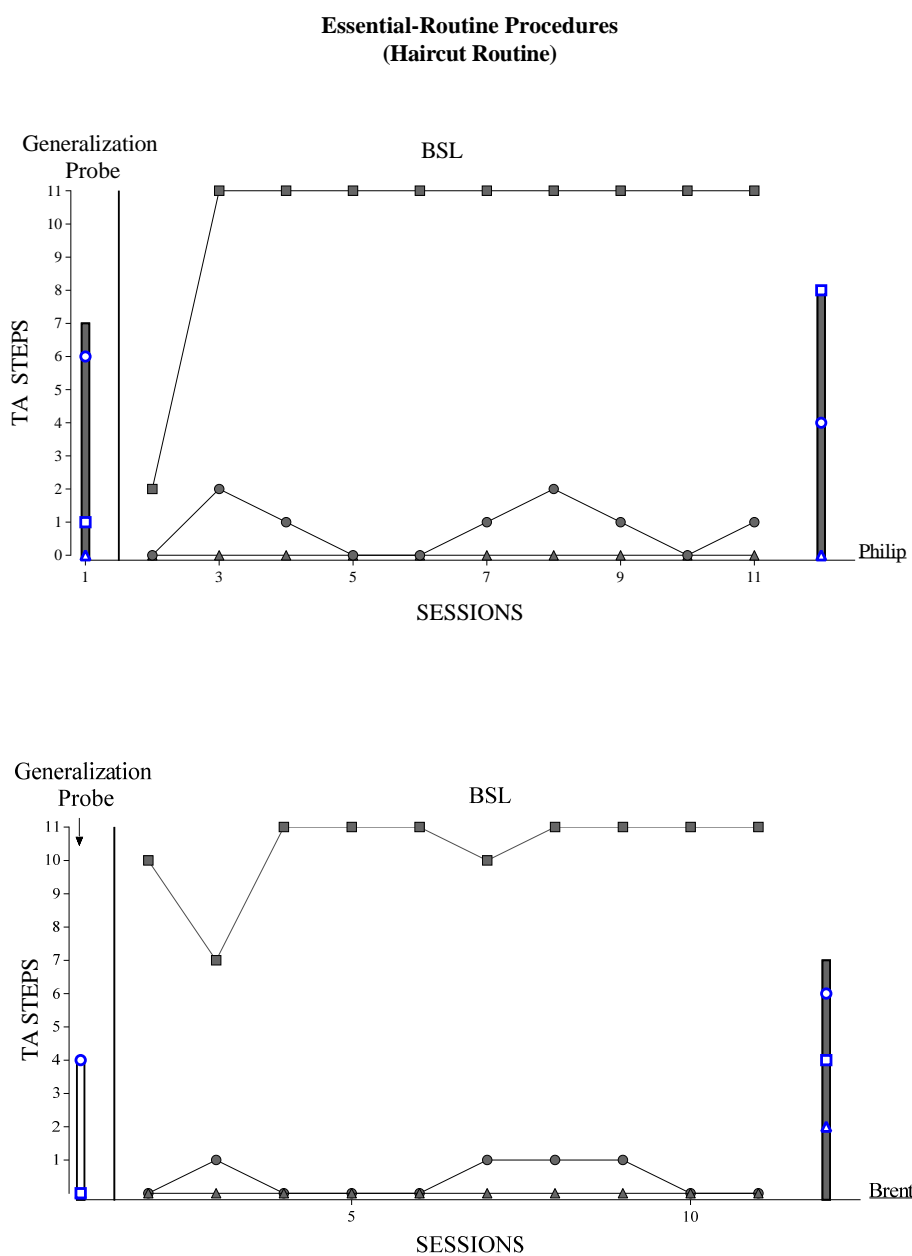 Essential-Routine Procedures
(Haircut Routine)
Generalization
Probe
BSL
11
10
9
8
7
6
5
4
3
2
1
0
TA STEPS
1 3 5 7 9 11
Philip
SESSIONS
Generalization
Probe
BSL
11
10
9
8
7
6
5
4
3
2
1
TA STEPS
5 10
Brent
SESSIONS